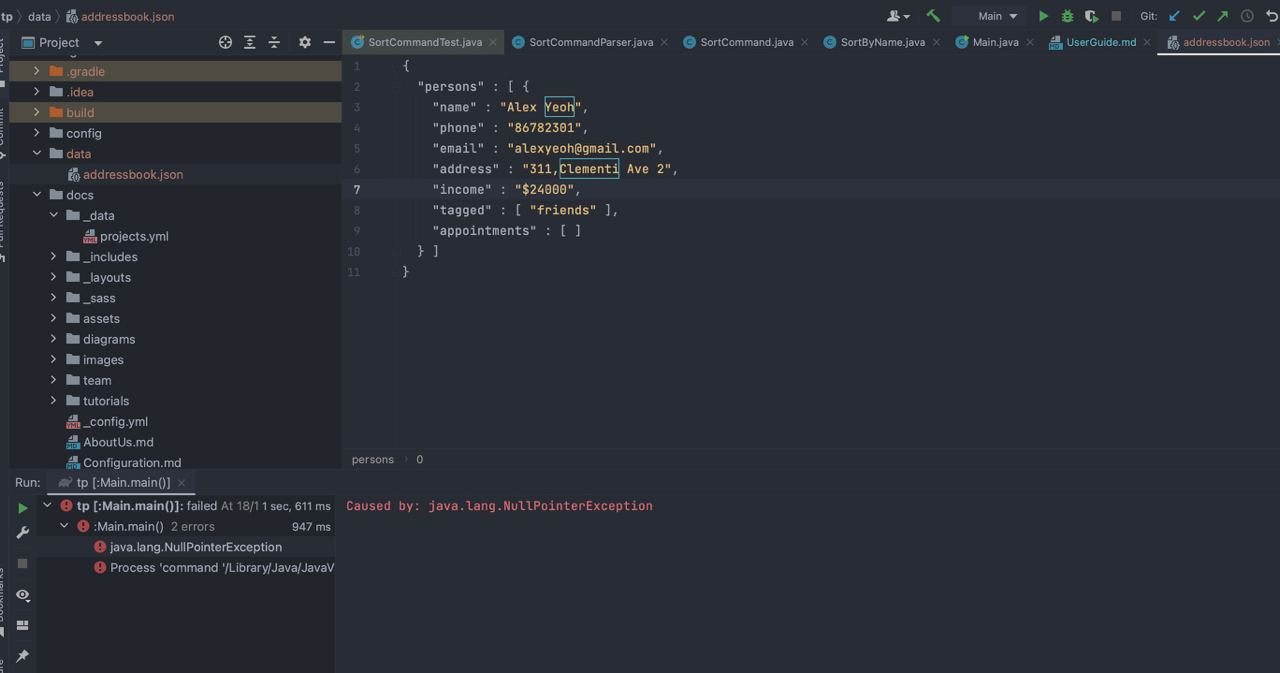 tp data addressbook.json
Main Git:
Project
SortCommandTest.java SortCommandParser.java SortCommand.java SortByName.java Main.java UserGuide.md addressbook.json
.gradle
.idea
build
config
data
addressbook.json
docs
_data
projects.yml
_includes
_layouts
_sass
assets
diagrams
images
team
tutorials
_config.yml
AboutUs.md
Configuration.md
1 {
2 "persons" : [ {
3 "name" : "Alex Yeoh",
4 "phone" : "86782301",
5 "email" : "alexyeoh@gmail.com",
6 "address" : "311,Clementi Ave 2",
7 "income" : "$24000",
8 "tagged" : [ "friends" ],
9 "appointments" : [ ]
10 } ]
11 }
persons 0
Run: tp [:Main.main()]
tp [:Main.main()]: failed At 18/1 1 sec, 611 ms
:Main.main() 2 errors 947 ms
java.lang.NullPointerException
Process 'command '/Library/Java/JavaV
Caused by: java.lang.NullPointerException